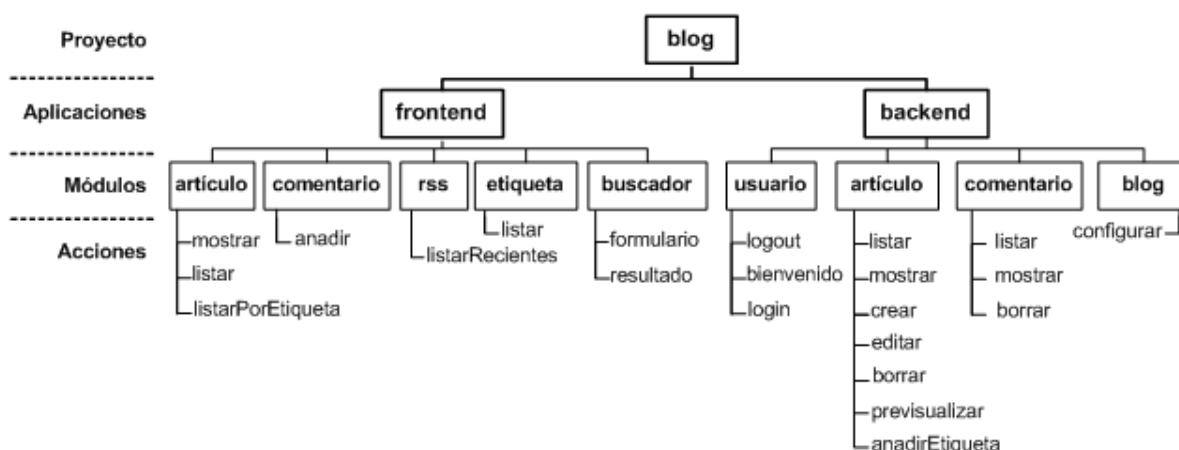 Proyecto
blog
Aplicaciones
frontend
backend
Módulos
artículo
comentario
rss
etiqueta
buscador
usuario
artículo
comentario
blog
Acciones
mostrar
listar
listarPorEtiqueta
anadir
listarRecientes
listar
formulario
resultado
logout
bienvenido
login
listar
mostrar
crear
editar
borrar
previsualizar
anadirEtiqueta
listar
mostrar
borrar
configurar